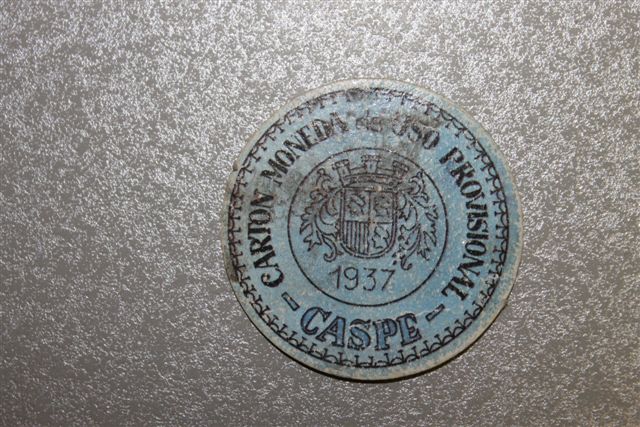 CARTON MONEDA de USO PROVISIONAL
1937
- CASPE -